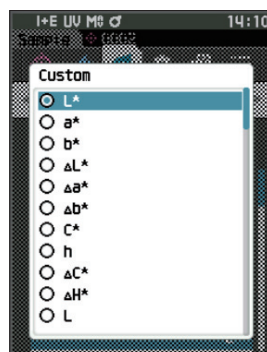 I+E UV M0 ♂ 14:10
Sample 0002
Custom
L*
a*
b*
ΔL*
Δa*
Δb*
C*
h
ΔC*
ΔH*
L